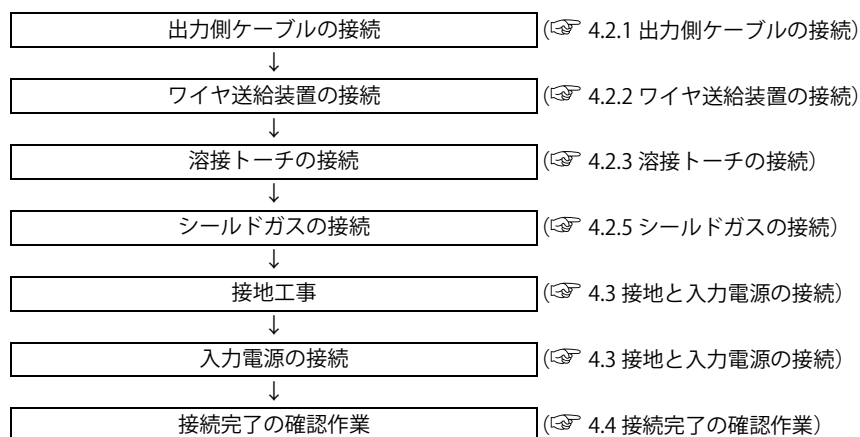 出力側ケーブルの接続 (☞ 4.2.1 出力側ケーブルの接続)
↓
ワイヤ送給装置の接続 (☞ 4.2.2 ワイヤ送給装置の接続)
↓
溶接トーチの接続 (☞ 4.2.3 溶接トーチの接続)
↓
シールドガスの接続 (☞ 4.2.5 シールドガスの接続)
↓
接地工事 (☞ 4.3 接地と入力電源の接続)
↓
入力電源の接続 (☞ 4.3 接地と入力電源の接続)
↓
接続完了の確認作業 (☞ 4.4 接続完了の確認作業)